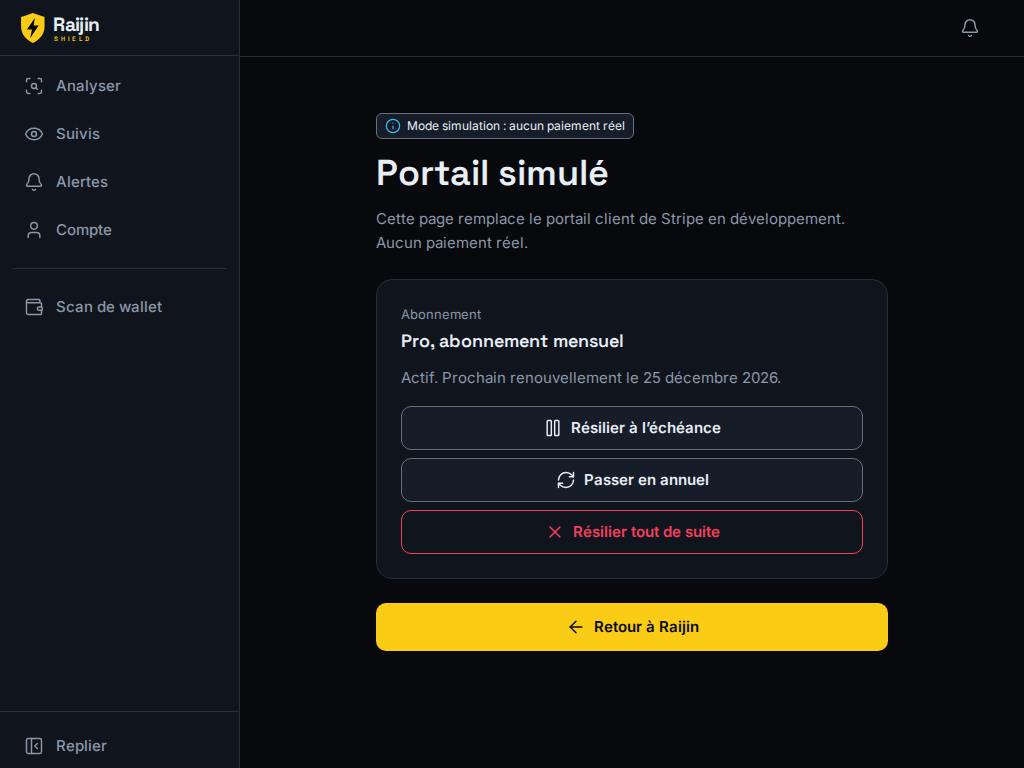 Raijin
SHIELD
Analyser
Suivis
Alertes
Compte
Scan de wallet
Replier
Mode simulation : aucun paiement réel
Portail simulé
Cette page remplace le portail client de Stripe en développement.
Aucun paiement réel.
Abonnement
Pro, abonnement mensuel
Actif. Prochain renouvellement le 25 décembre 2026.
Résilier à l’échéance
Passer en annuel
Résilier tout de suite
Retour à Raijin